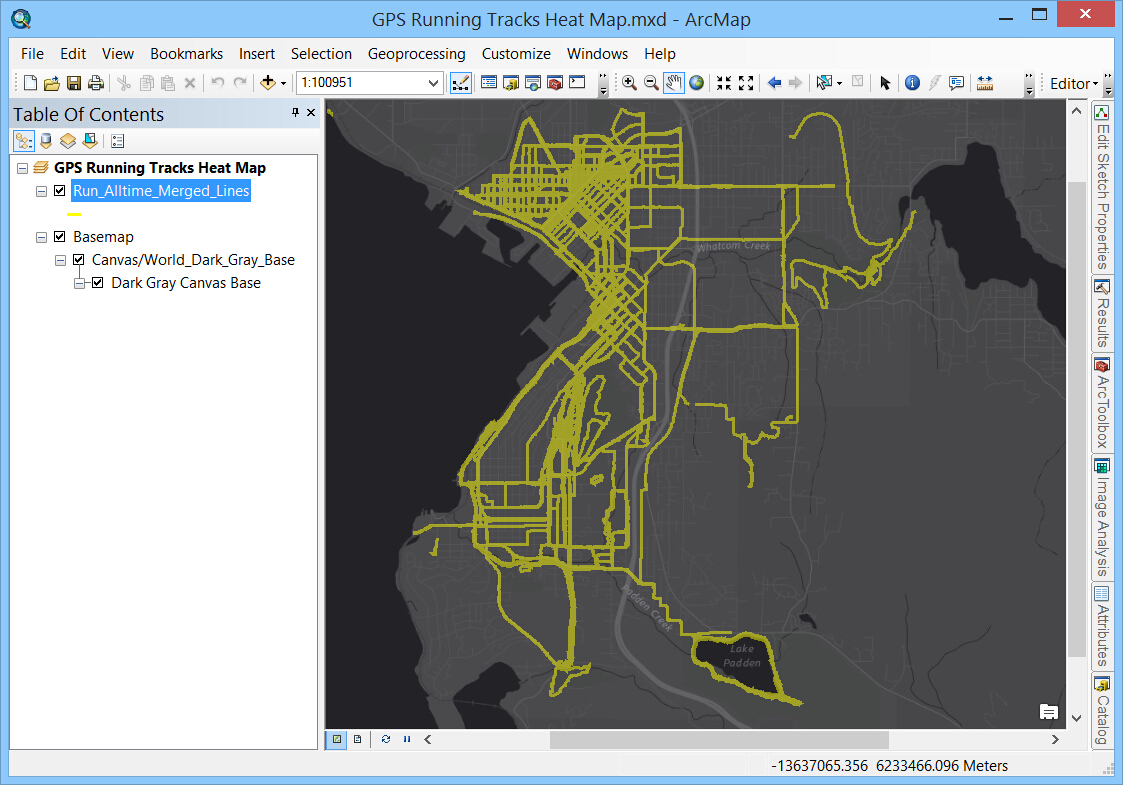 GPS Running Tracks Heat Map.mxd - ArcMap
File Edit View Bookmarks Insert Selection Geoprocessing Customize Windows Help
1:100951
Editor
Table Of Contents
GPS Running Tracks Heat Map
Run_Alltime_Merged_Lines
Basemap
Canvas/World_Dark_Gray_Base
Dark Gray Canvas Base
Whatcom Creek
Padden Creek
Lake
Padden
Edit Sketch Properties
Results
ArcToolbox
Image Analysis
Attributes
Catalog
-13637065.356 6233466.096 Meters